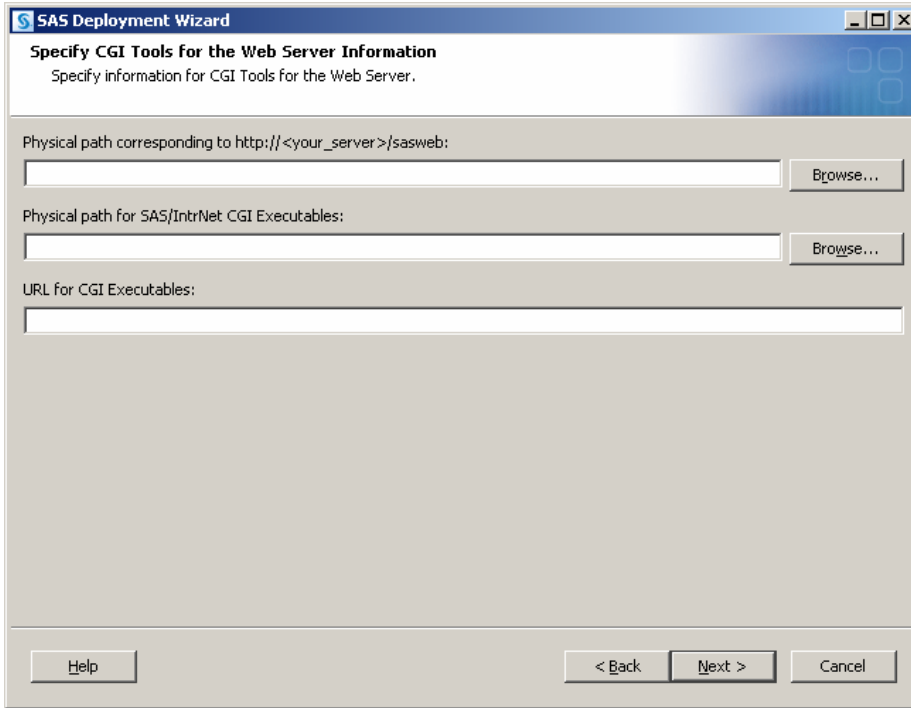 SAS Deployment Wizard
Specify CGI Tools for the Web Server Information
Specify information for CGI Tools for the Web Server.
Physical path corresponding to http://<your_server>/sasweb:
Browse...
Physical path for SAS/IntrNet CGI Executables:
Browse...
URL for CGI Executables:
Help
< Back
Next >
Cancel